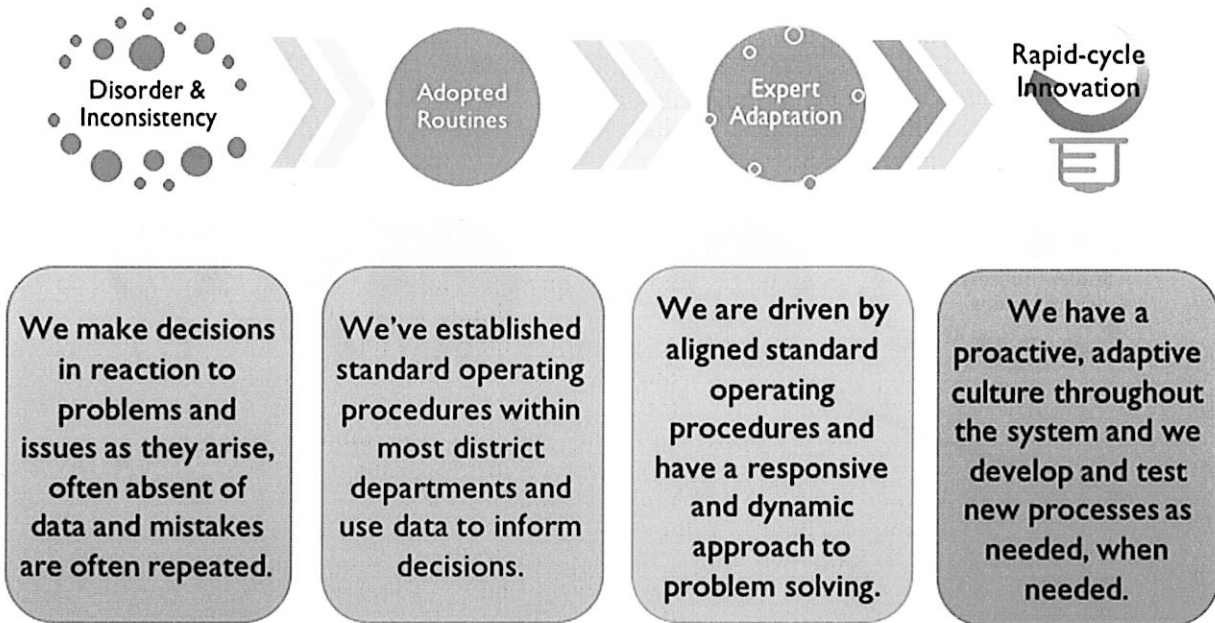 Disorder &
Inconsistency
Adopted
Routines
Expert
Adaptation
Rapid-cycle
Innovation
We make decisions
in reaction to
problems and
issues as they arise,
often absent of
data and mistakes
are often repeated.
We've established
standard operating
procedures within
most district
departments and
use data to inform
decisions.
We are driven by
aligned standard
operating
procedures and
have a responsive
and dynamic
approach to
problem solving.
We have a
proactive, adaptive
culture throughout
the system and we
develop and test
new processes as
needed, when
needed.